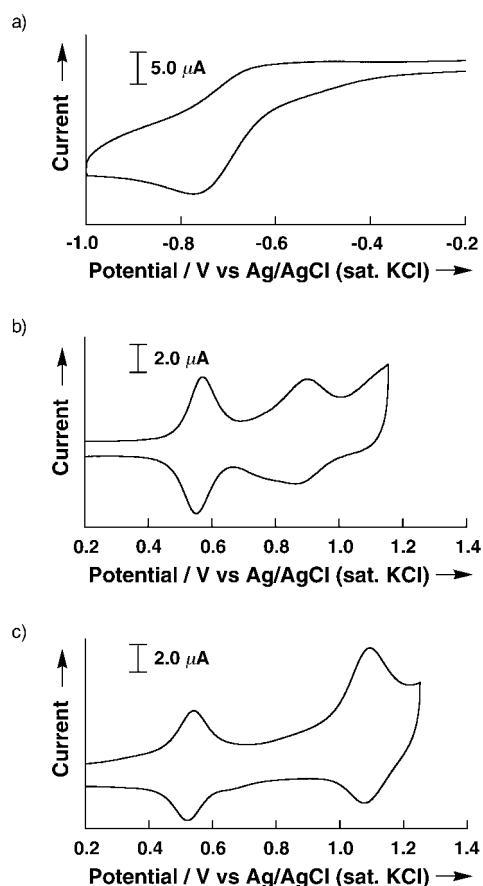 a)
5.0 μA
Current
-1.0 -0.8 -0.6 -0.4 -0.2
Potential / V vs Ag/AgCl (sat. KCl)
b)
2.0 μA
Current
0.2 0.4 0.6 0.8 1.0 1.2 1.4
Potential / V vs Ag/AgCl (sat. KCl)
c)
2.0 μA
Current
0.2 0.4 0.6 0.8 1.0 1.2 1.4
Potential / V vs Ag/AgCl (sat. KCl)